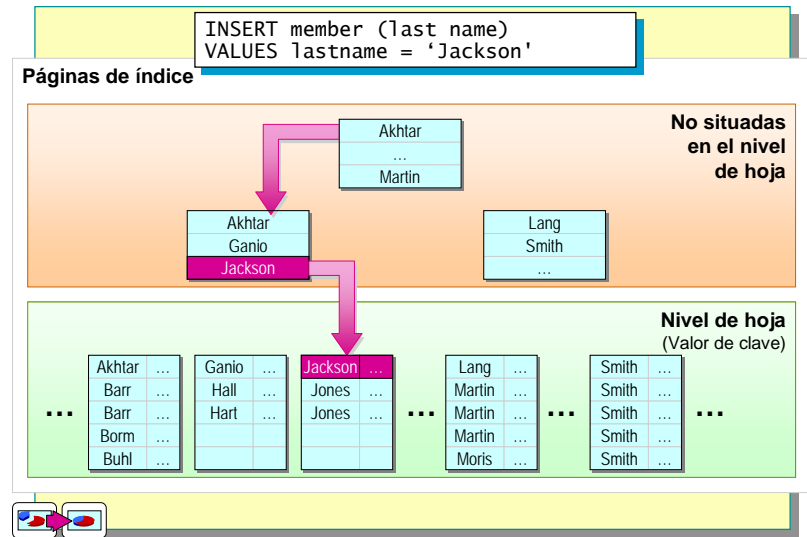 INSERT member (last name)
VALUES lastname = ‘Jackson'
Páginas de índice
No situadas
en el nivel
de hoja
Akhtar
...
Martin
Akhtar
Ganio
Jackson
Lang
Smith
...
Nivel de hoja
(Valor de clave)
...
Akhtar ...
Barr ...
Barr ...
Borm ...
Buhl ...
Ganio ...
Hall ...
Hart ...
Jackson ...
Jones ...
Jones ...
...
Lang ...
Martin ...
Martin ...
Martin ...
Moris ...
...
Smith ...
Smith ...
Smith ...
Smith ...
Smith ...
...